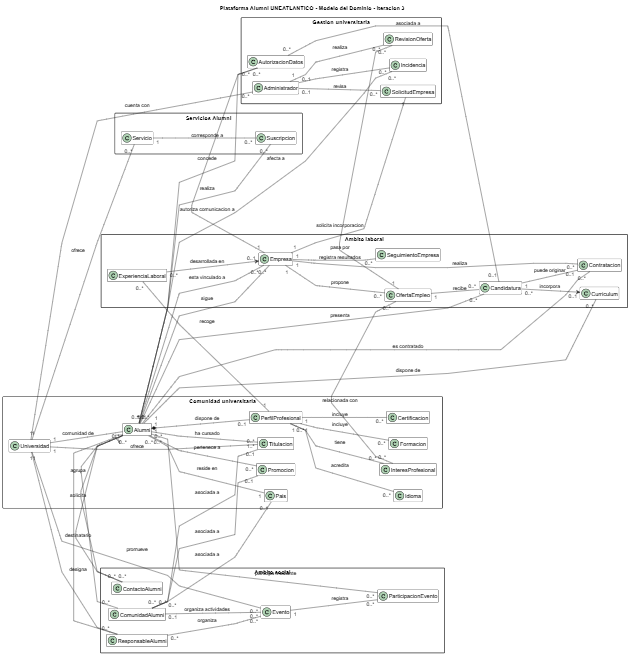 Plataforma Alumni UNEATLANTICO - Modelo del Dominio - Iteracion 3
Gestion universitaria
asociada a
RevisionOferta
realiza
AutorizacionDatos
Incidencia
registra
Administrador
revisa
SolicitudEmpresa
cuenta con
Servicios Alumni
Servicio
corresponde a
Suscripcion
concede
afecta a
realiza
autoriza comunicacion a
solicita incorporacion
Ambito laboral
ofrece
pasa por
SeguimientoEmpresa
Empresa
registra resultados
desarrollada en
realiza
Contratacion
ExperienciaLaboral
puede originar
esta vinculado a
propone
Candidatura
incorpora
recibe
OfertaEmpleo
Curriculum
sigue
recoge
presenta
es contratado
dispone de
Comunidad universitaria
relacionada con
dispone de
PerfilProfesional
incluye
Certificacion
Alumni
incluye
comunidad de
ha cursado
Universidad
ofrece
pertenece a
Titulacion
tiene
Formacion
agrupa
reside en
Promocion
acredita
InteresProfesional
solicita
asociada a
Pais
Idioma
destinatario
promueve
asociada a
designa
Ambito social
ContactoAlumni
ParticipacionEvento
ComunidadAlumni
organiza actividades
Evento
registra
ResponsableAlumni
organiza